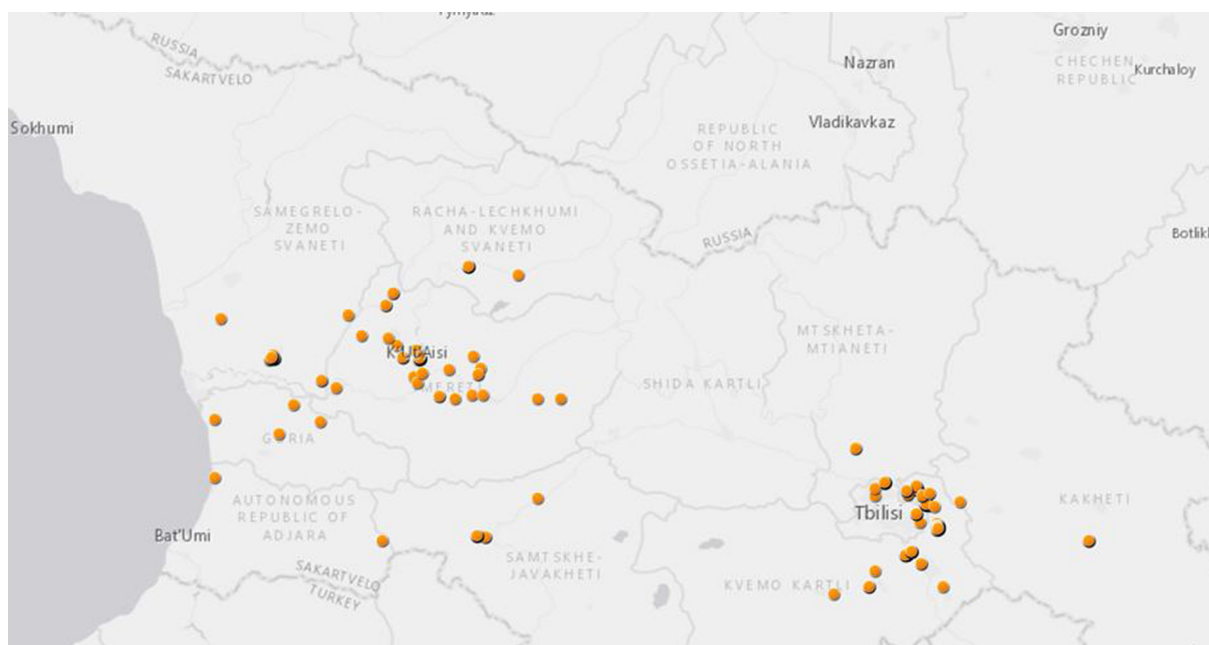 Grozniy
CHECHEN
REPUBLIC
Kurchaloy
Nazran
RUSSIA
SAKARTVELO
Sokhumi
Vladikavkaz
REPUBLIC
OF NORTH
OSSETIA-ALANIA
SAMEGRELO-
ZEMO
SVANETI
RACHA-LECHKHUMI
AND KVEMO
SVANETI
RUSSIA
MTSKHETA-
MTIANETI
K'Ut'Aisi
SHIDA KARTLI
GURIA
AUTONOMOUS
REPUBLIC OF
ADJARA
Bat'Umi
Tbilisi
KAKHETI
SAMTSKHE-
JAVAKHETI
KVEMO KARTLI
SAKARTVELO
TURKEY